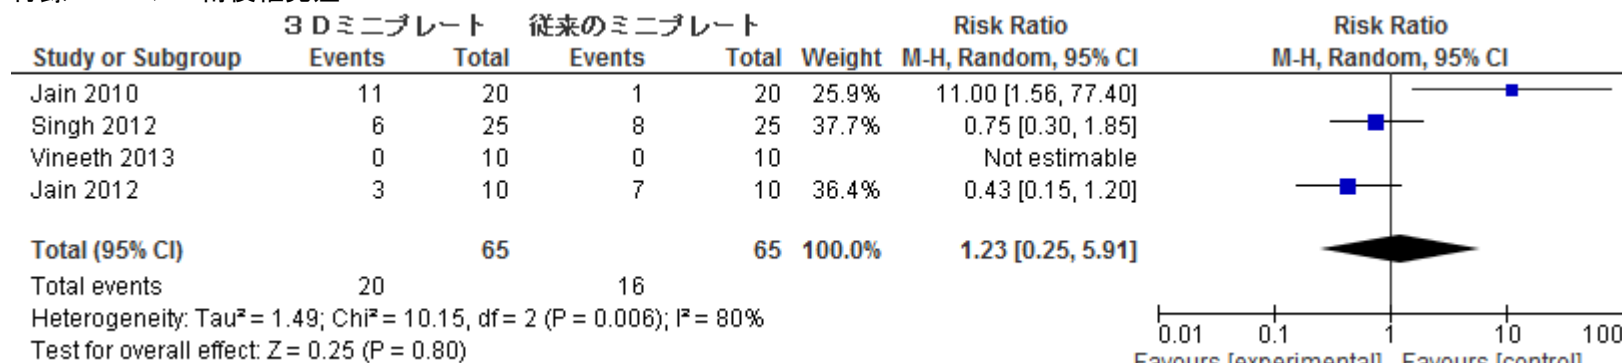 3Dミニプレート 従来のミニプレート Risk Ratio Risk Ratio
Study or Subgroup Events Total Events Total Weight M-H, Random, 95% CI M-H, Random, 95% CI
Jain 2010 11 20 1 20 25.9% 11.00 [1.56, 77.40]
Singh 2012 6 25 8 25 37.7% 0.75 [0.30, 1.85]
Vineeth 2013 0 10 0 10 Not estimable
Jain 2012 3 10 7 10 36.4% 0.43 [0.15, 1.20]
Total (95% CI) 65 65 100.0% 1.23 [0.25, 5.91]
Total events 20 16
Heterogeneity: Tau² = 1.49; Chi² = 10.15, df = 2 (P = 0.006); I² = 80%
Test for overall effect: Z = 0.25 (P = 0.80)
0.01 0.1 1 10 100
Favours [experimental] Favours [control]